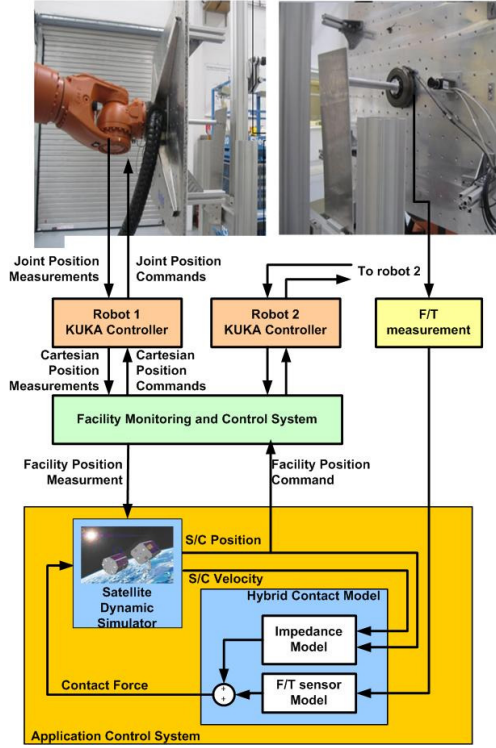 Joint Position
Measurements
Joint Position
Commands
To robot 2
Robot 1
KUKA Controller
Robot 2
KUKA Controller
F/T
measurement
Cartesian
Position
Measurements
Cartesian
Position
Commands
Facility Monitoring and Control System
Facility Position
Measurment
Facility Position
Command
S/C Position
S/C Velocity
Satellite
Dynamic
Simulator
Hybrid Contact Model
Impedance
Model
F/T sensor
Model
Contact Force
+
+
Application Control System